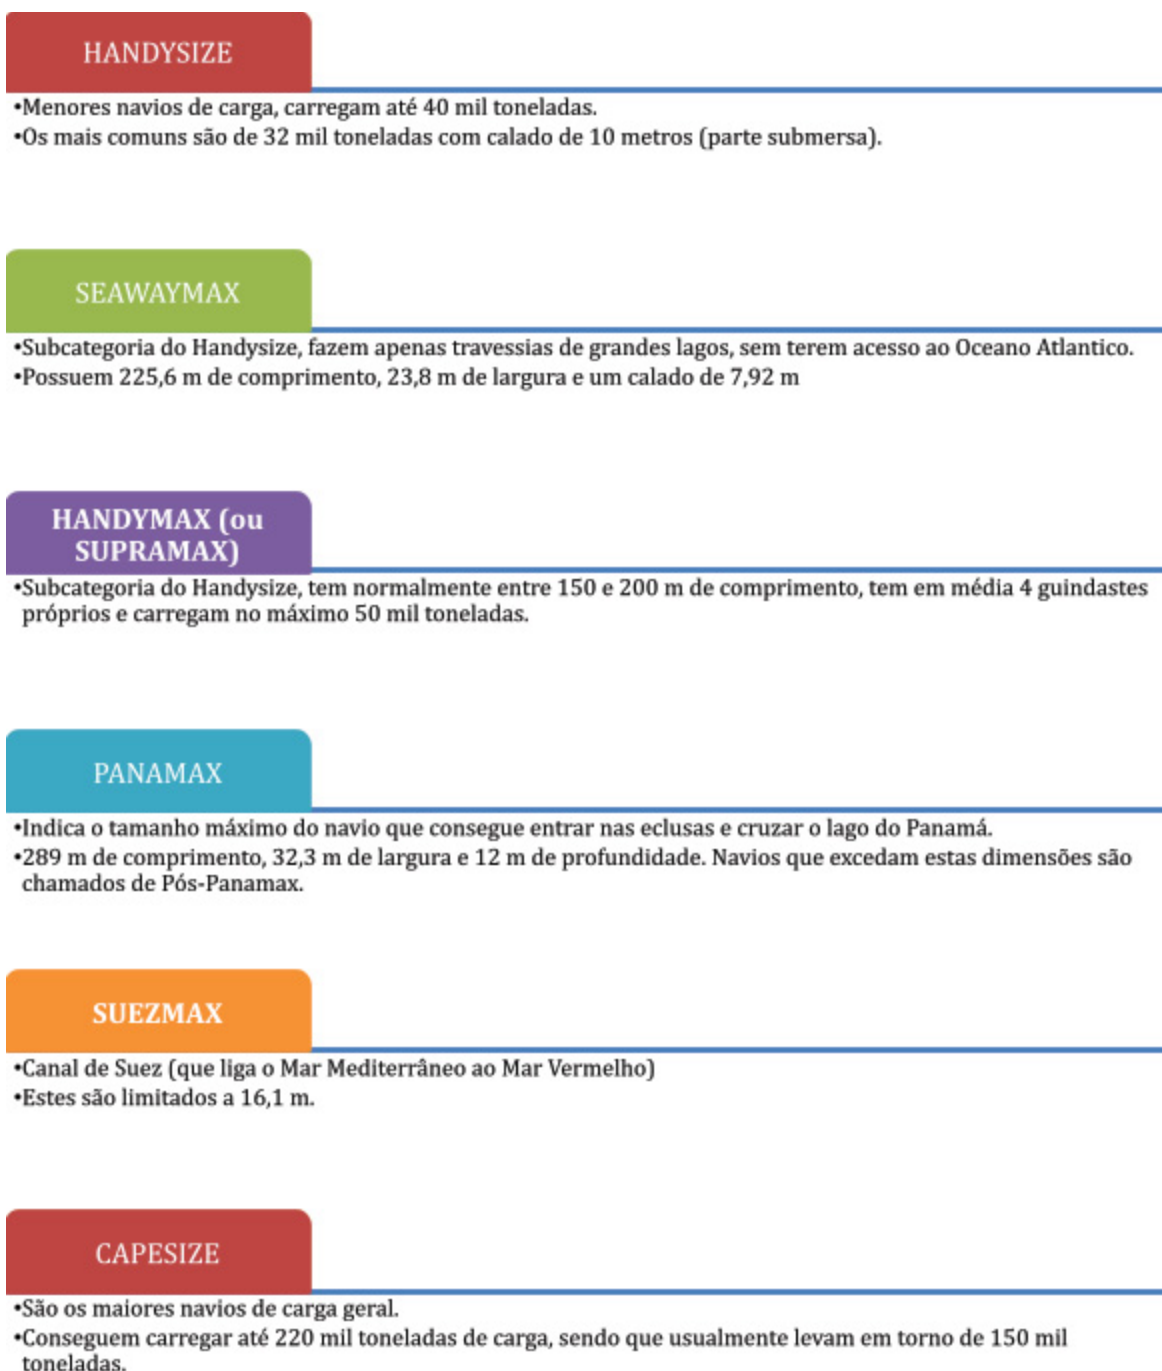 HANDYSIZE
•Menores navios de carga, carregam até 40 mil toneladas.
•Os mais comuns são de 32 mil toneladas com calado de 10 metros (parte submersa).
SEAWAYMAX
•Subcategoria do Handysize, fazem apenas travessias de grandes lagos, sem terem acesso ao Oceano Atlantico.
•Possuem 225,6 m de comprimento, 23,8 m de largura e um calado de 7,92 m
HANDYMAX (ou
SUPRAMAX)
•Subcategoria do Handysize, tem normalmente entre 150 e 200 m de comprimento, tem em média 4 guindastes
próprios e carregam no máximo 50 mil toneladas.
PANAMAX
•Indica o tamanho máximo do navio que consegue entrar nas eclusas e cruzar o lago do Panamá.
•289 m de comprimento, 32,3 m de largura e 12 m de profundidade. Navios que excedam estas dimensões são
chamados de Pós-Panamax.
SUEZMAX
•Canal de Suez (que liga o Mar Mediterrâneo ao Mar Vermelho)
•Estes são limitados a 16,1 m.
CAPESIZE
•São os maiores navios de carga geral.
•Conseguem carregar até 220 mil toneladas de carga, sendo que usualmente levam em torno de 150 mil
toneladas.